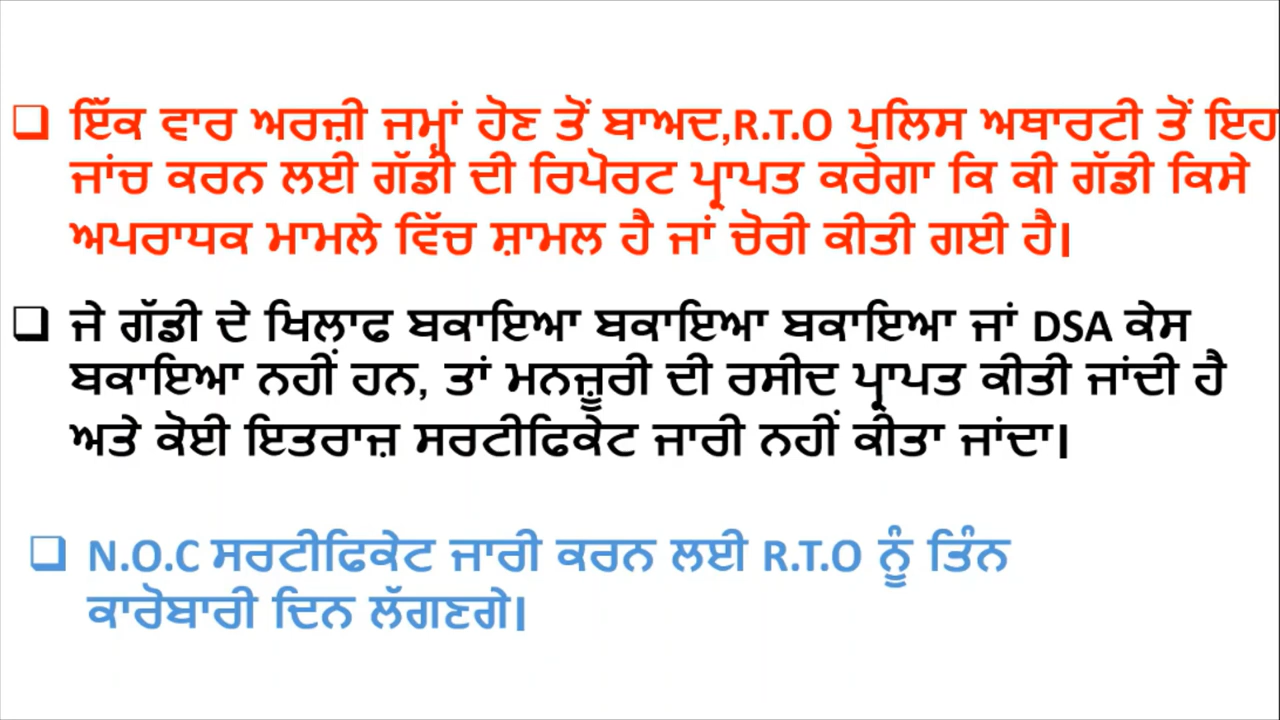 ਇੱਕ ਵਾਰ ਅਰਜ਼ੀ ਜਮ੍ਹਾਂ ਹੋਣ ਤੋਂ ਬਾਅਦ,R.T.O ਪੁਲਿਸ ਅਥਾਰਟੀ ਤੋਂ ਇਹ
ਜਾਂਚ ਕਰਨ ਲਈ ਗੱਡੀ ਦੀ ਰਿਪੋਰਟ ਪ੍ਰਾਪਤ ਕਰੇਗਾ ਕਿ ਕੀ ਗੱਡੀ ਕਿਸੇ
ਅਪਰਾਧਕ ਮਾਮਲੇ ਵਿੱਚ ਸ਼ਾਮਲ ਹੈ ਜਾਂ ਚੋਰੀ ਕੀਤੀ ਗਈ ਹੈ।
ਜੇ ਗੱਡੀ ਦੇ ਖਿਲਾਫ ਬਕਾਇਆ ਬਕਾਇਆ ਬਕਾਇਆ ਜਾਂ DSA ਕੇਸ
ਬਕਾਇਆ ਨਹੀਂ ਹਨ, ਤਾਂ ਮਨਜ਼ੂਰੀ ਦੀ ਰਸੀਦ ਪ੍ਰਾਪਤ ਕੀਤੀ ਜਾਂਦੀ ਹੈ
ਅਤੇ ਕੋਈ ਇਤਰਾਜ਼ ਸਰਟੀਫਿਕੇਟ ਜਾਰੀ ਨਹੀਂ ਕੀਤਾ ਜਾਂਦਾ।
N.O.C ਸਰਟੀਫਿਕੇਟ ਜਾਰੀ ਕਰਨ ਲਈ R.T.O ਨੂੰ ਤਿੰਨ
ਕਾਰੋਬਾਰੀ ਦਿਨ ਲੱਗਣਗੇ।